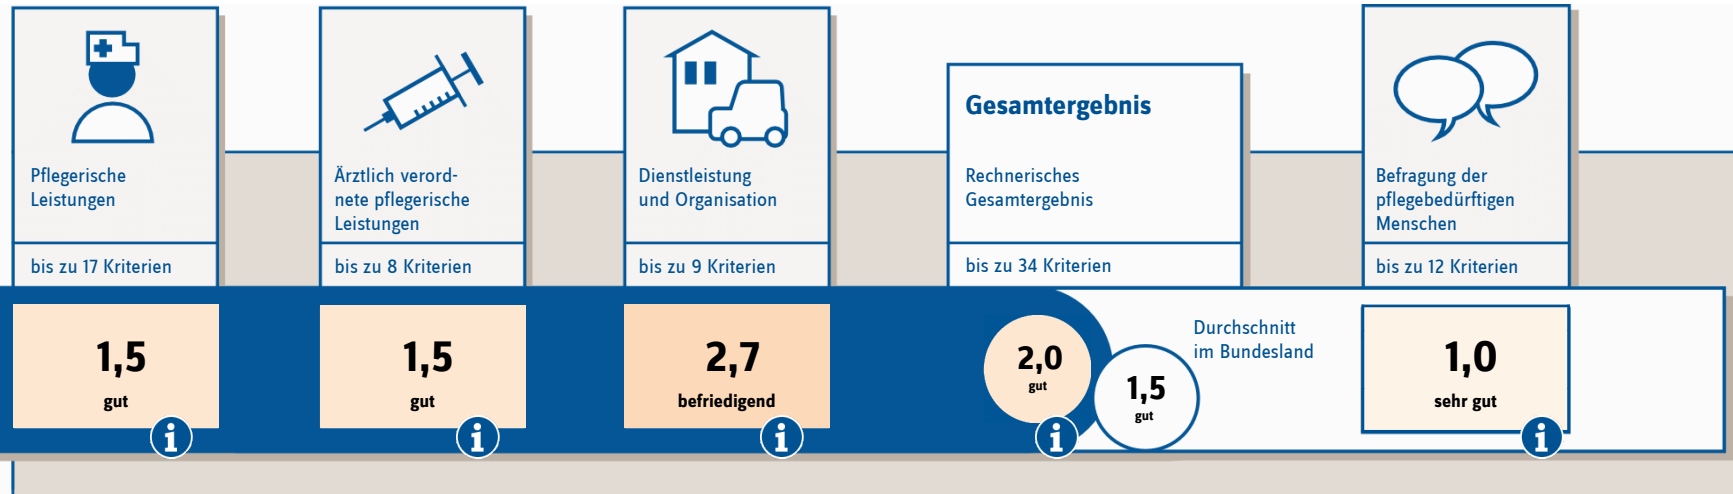 Pflegerische
Leistungen
bis zu 17 Kriterien
1,5
gut
i
Ärztlich verord-
nete pflegerische
Leistungen
bis zu 8 Kriterien
1,5
gut
i
Dienstleistung
und Organisation
bis zu 9 Kriterien
2,7
befriedigend
i
Gesamtergebnis
Rechnerisches
Gesamtergebnis
bis zu 34 Kriterien
2,0
gut
i
1,5
gut
Durchschnitt
im Bundesland
Befragung der
pflegebedürftigen
Menschen
bis zu 12 Kriterien
1,0
sehr gut
i